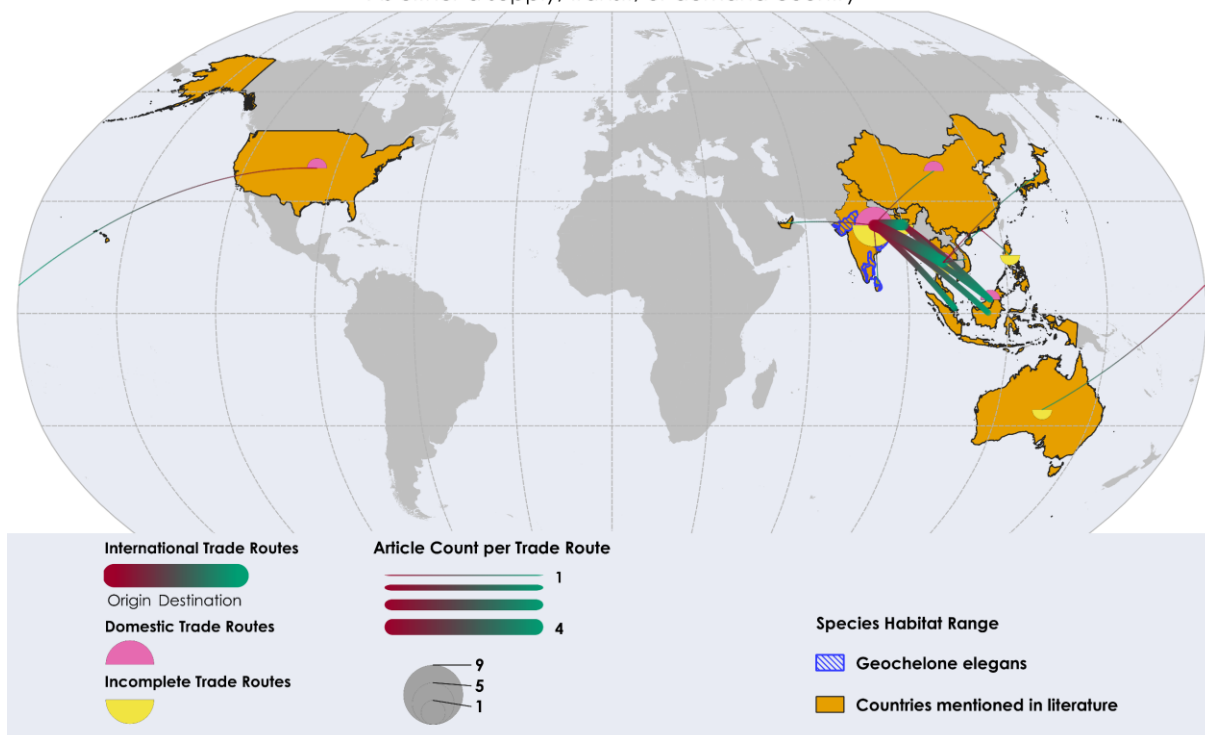 International Trade Routes
Origin Destination
Domestic Trade Routes
Incomplete Trade Routes
Article Count per Trade Route
1
4
9
5
1
Species Habitat Range
Geochelone elegans
Countries mentioned in literature